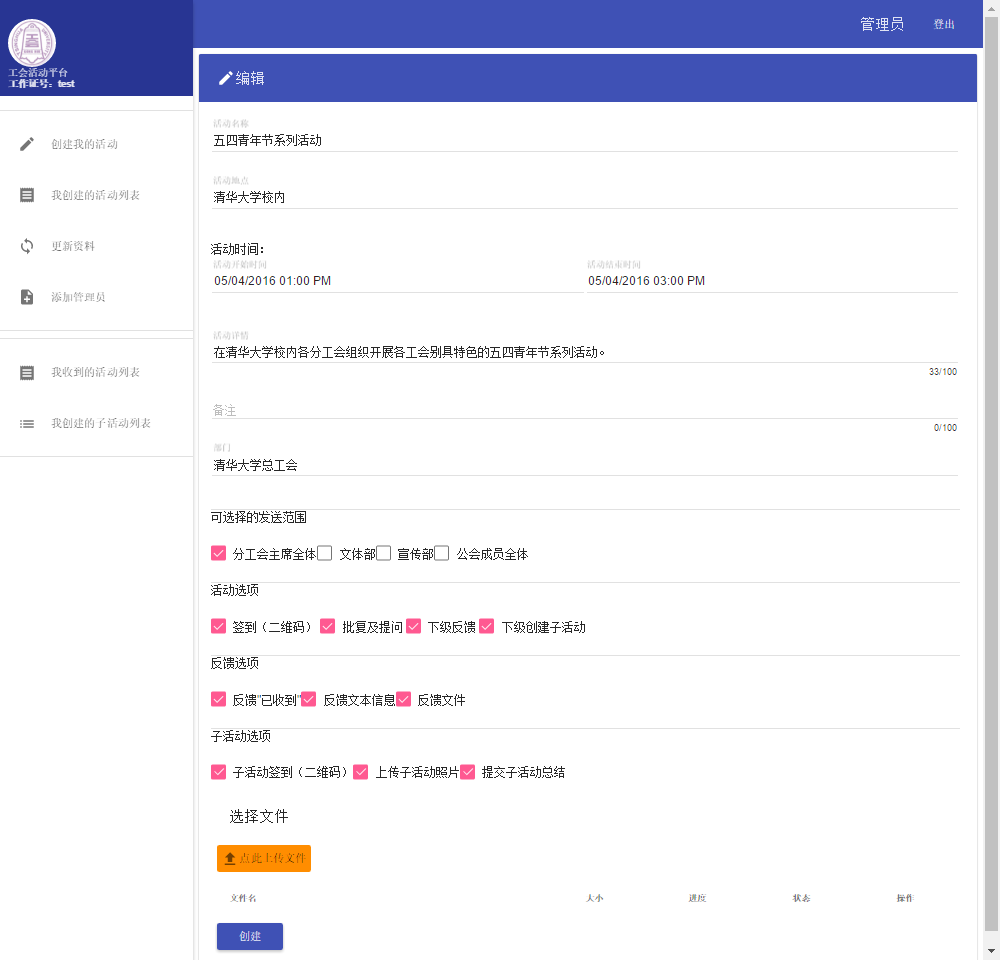 管理员 登出
工会活动平台
工作证号：test
编辑
创建我的活动
我创建的活动列表
更新资料
添加管理员
我收到的活动列表
我创建的子活动列表
活动名称
五四青年节系列活动
活动地点
清华大学校内
活动时间：
活动开始时间 活动结束时间
05/04/2016 01:00 PM 05/04/2016 03:00 PM
活动详情
在清华大学校内各分工会组织开展各工会别具特色的五四青年节系列活动。
33/100
备注
0/100
部门
清华大学总工会
可选择的发送范围
分工会主席全体 文体部 宣传部 公会成员全体
活动选项
签到（二维码） 批复及提问 下级反馈 下级创建子活动
反馈选项
反馈"已收到" 反馈文本信息 反馈文件
子活动选项
子活动签到（二维码） 上传子活动照片 提交子活动总结
选择文件
点此上传文件
文件名 大小 进度 状态 操作
创建